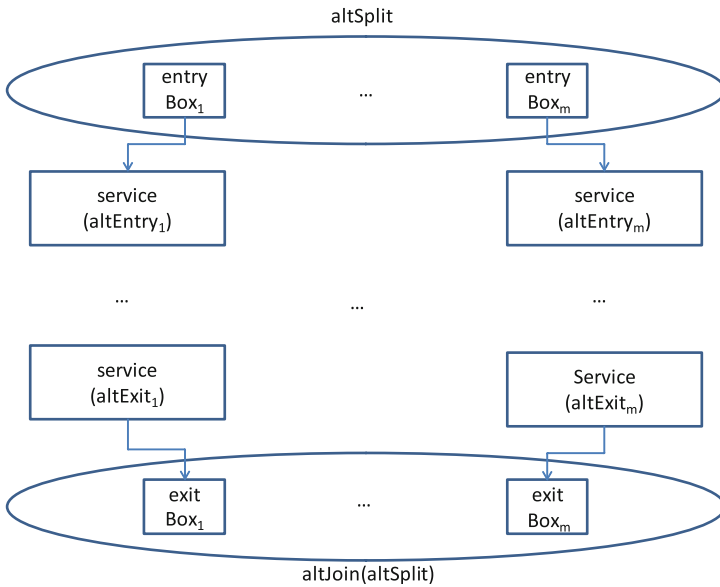 altSplit
entry ... entry
Box₁ Boxₘ
service service
(altEntry₁) (altEntryₘ)
... ... ...
service Service
(altExit₁) (altExitₘ)
exit ... exit
Box₁ Boxₘ
altJoin(altSplit)